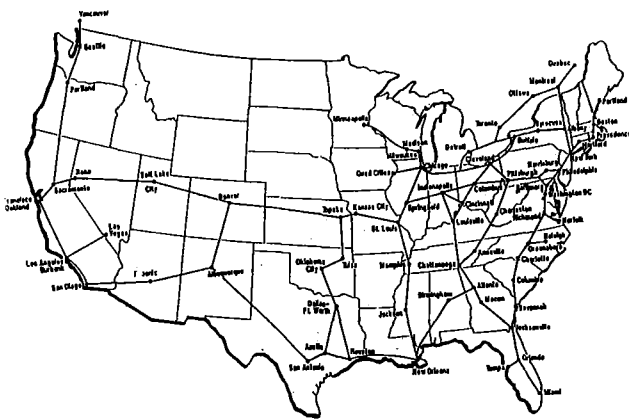 Vancouver
Seattle
Portland
Reno
Sacramento
Oakland
Salt Lake
City
Denver
Las
Vegas
Los Angeles
San Diego
Albuquerque
Topeka
Kansas City
Oklahoma
City
Tulsa
Dallas
Ft. Worth
Austin
San Antonio
Houston
Minneapolis
Madison
Milwaukee
Quad Cities
Chicago
Springfield
St. Louis
Memphis
Jackson
New Orleans
Birmingham
Chattanooga
Atlanta
Macon
Indianapolis
Louisville
Detroit
Cleveland
Columbus
Pittsburgh
Buffalo
Toronto
Ottawa
Montreal
Quebec
Syracuse
Albany
Portland
Boston
Providence
Hartford
New York
Philadelphia
Harrisburg
Washington DC
Charleston
Richmond
Norfolk
Raleigh
Greensboro
Charlotte
Columbia
Savannah
Jacksonville
Orlando
Tampa
Miami